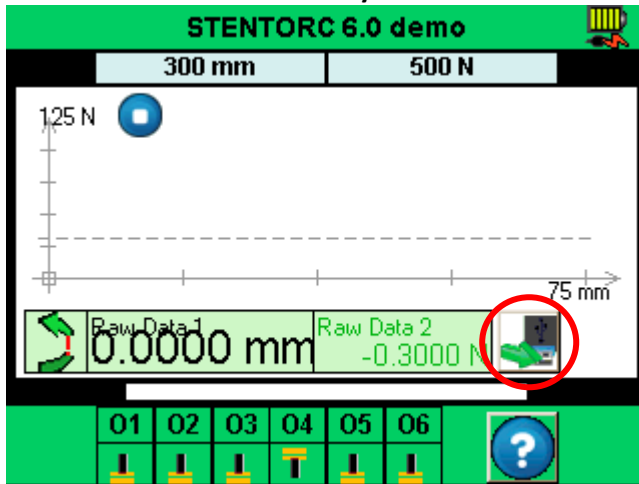 STENTORC 6.0 demo
300 mm 500 N
125 N
75 mm
Raw Data 1 Raw Data 2
0.0000 mm -0.3000 N
O1 O2 O3 O4 O5 O6
?